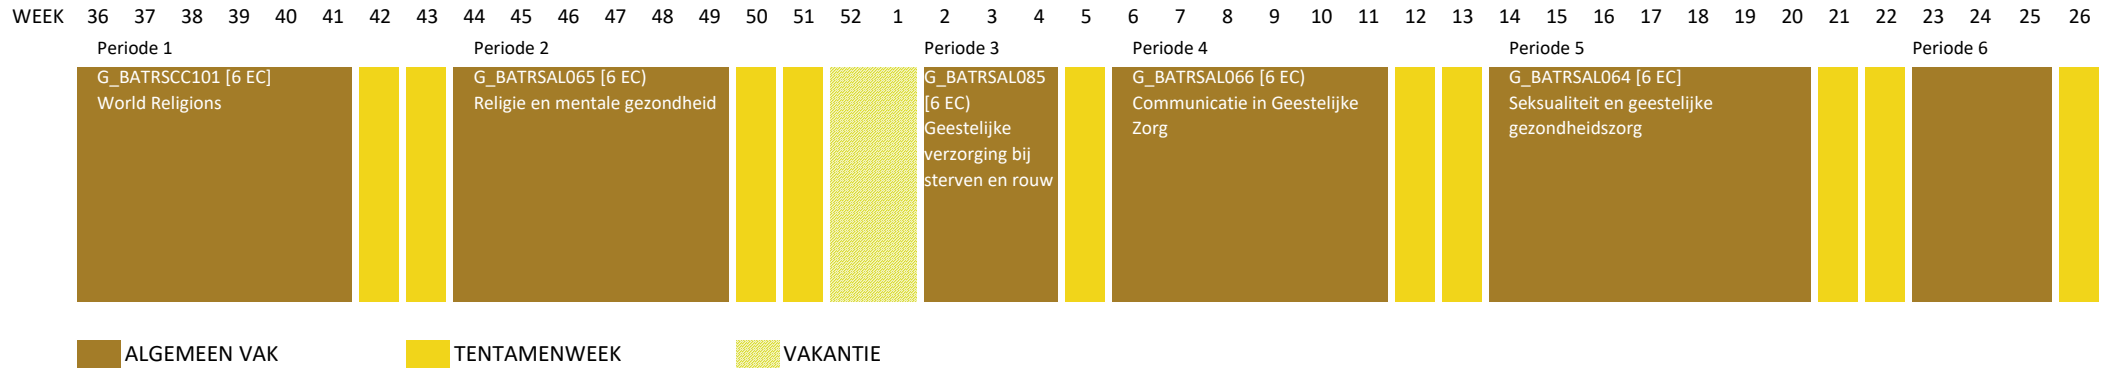 WEEK 36 37 38 39 40 41 42 43 44 45 46 47 48 49 50 51 52 1 2 3 4 5 6 7 8 9 10 11 12 13 14 15 16 17 18 19 20 21 22 23 24 25 26
Periode 1 Periode 2 Periode 3 Periode 4 Periode 5 Periode 6
G_BATRSCC101 [6 EC]
World Religions
G_BATRSAL065 [6 EC)
Religie en mentale gezondheid
G_BATRSAL085
[6 EC)
Geestelijke
verzorging bij
sterven en rouw
G_BATRSAL066 [6 EC)
Communicatie in Geestelijke
Zorg
G_BATRSAL064 [6 EC]
Seksualiteit en geestelijke
gezondheidszorg
ALGEMEEN VAK TENTAMENWEEK VAKANTIE